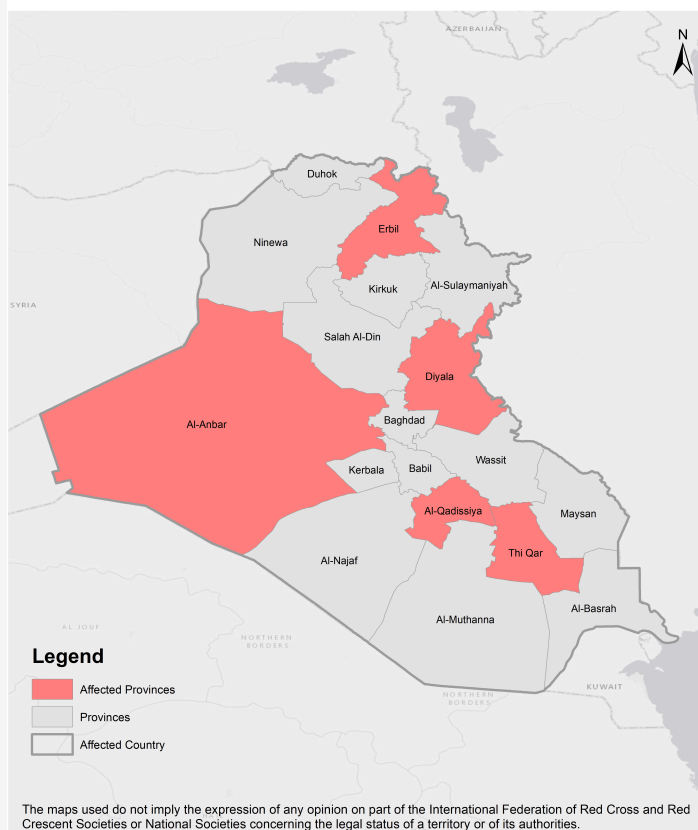 AZERBAIJAN
N
Duhok
Erbil
Ninewa
Kirkuk
Al-Sulaymaniyah
SYRIA
Salah Al-Din
Diyala
Al-Anbar
Baghdad
Wassit
Kerbala
Babil
Al-Qadissiya
Maysan
Thi Qar
Al-Najaf
Al-Basrah
Al-Muthanna
AL JOUF
NORTHERN
BORDERS
Legend
KUWAIT
Affected Provinces
NORTHERN
BORDERS
Provinces
Affected Country
The maps used do not imply the expression of any opinion on part of the International Federation of Red Cross and Red
Crescent Societies or National Societies concerning the legal status of a territory or of its authorities.